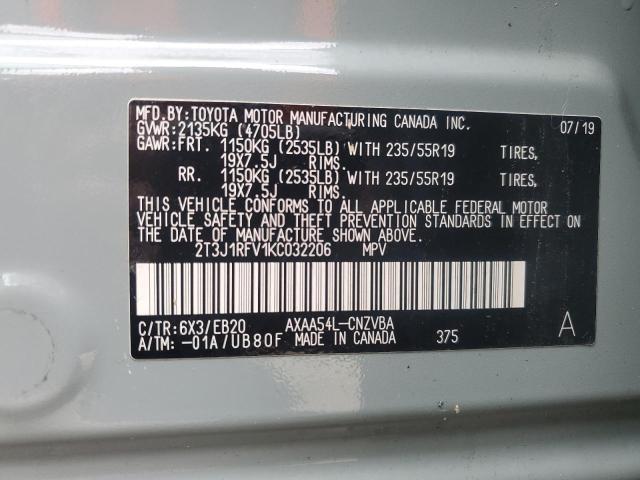 MFD.BY:TOYOTA MOTOR MANUFACTURING CANADA INC. 07/19
GVWR:2135KG (4705LB)
GAWR:FRT. 1150KG (2535LB) WITH 235/55R19 TIRES,
19X7.5J RIMS.
RR. 1150KG (2535LB) WITH 235/55R19 TIRES,
19X7.5J RIMS.
THIS VEHICLE CONFORMS TO ALL APPLICABLE FEDERAL MOTOR
VEHICLE SAFETY AND THEFT PREVENTION STANDARDS IN EFFECT ON
THE DATE OF MANUFACTURE SHOWN ABOVE.
2T3J1RFV1KC032206 MPV
C/TR:6X3/EB20 AXAA54L-CNZVBA
A/TM:-01A/UB80F MADE IN CANADA 375 A